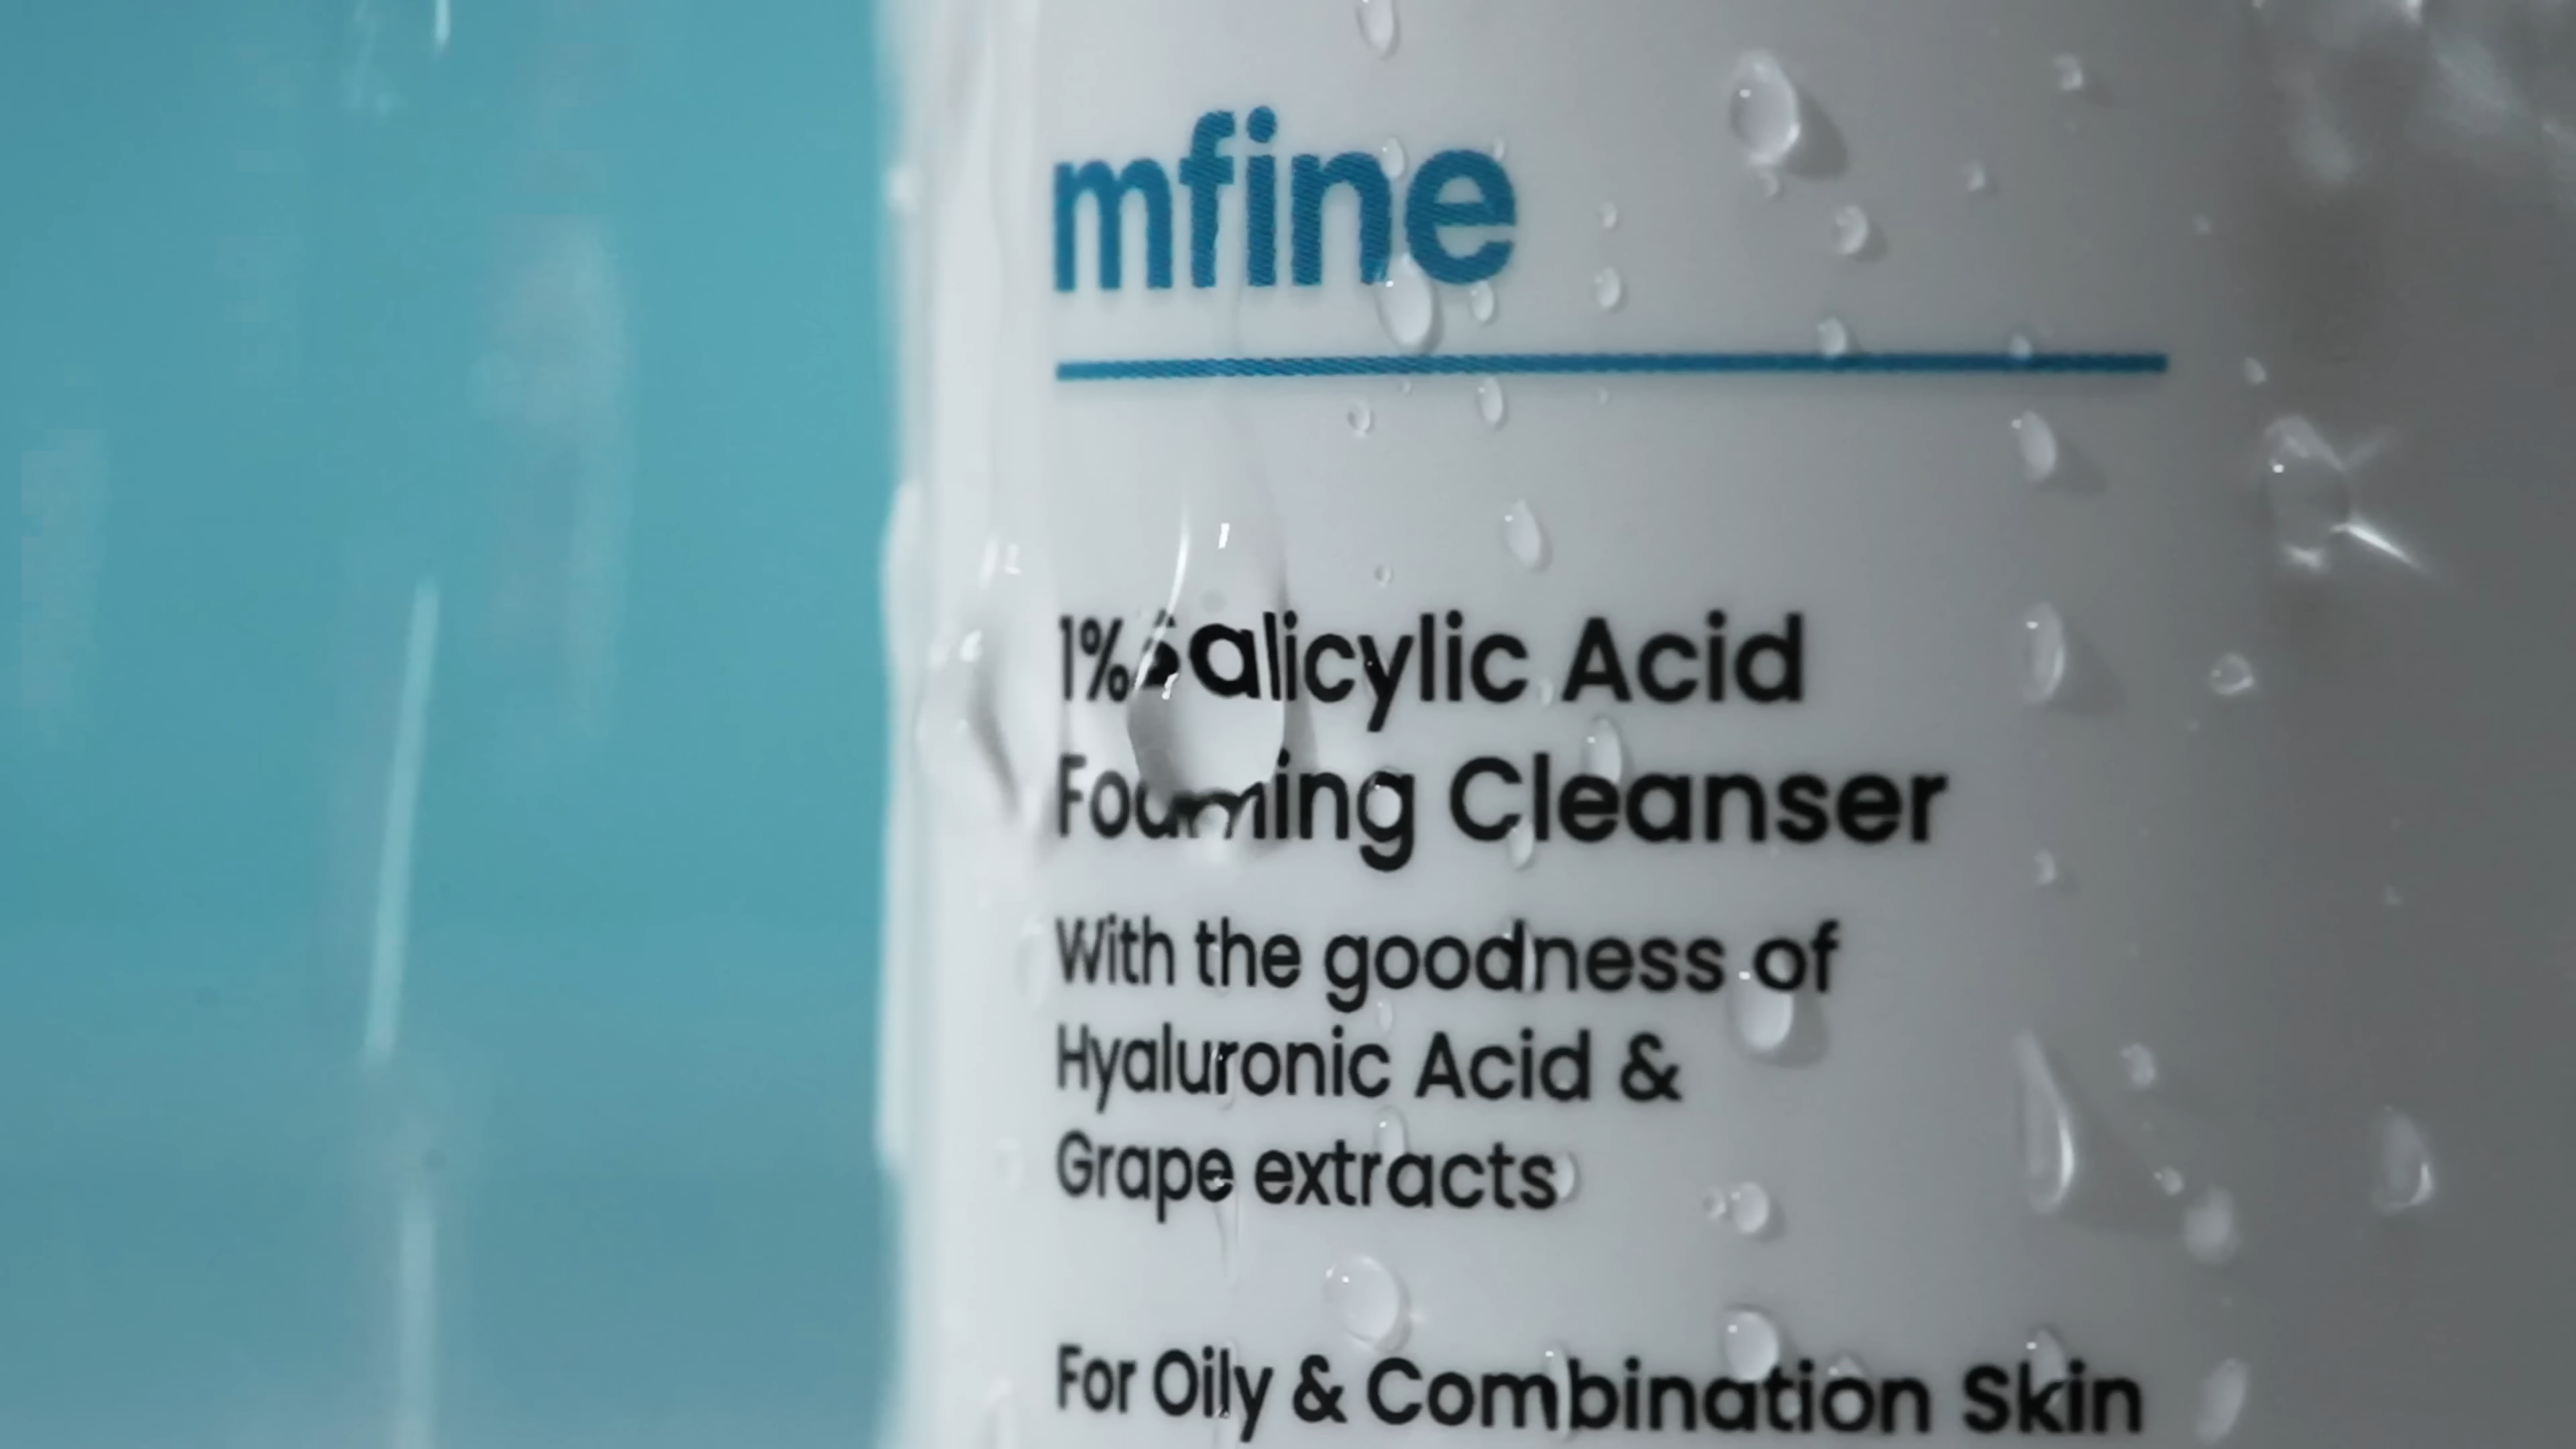 mfine
1% Salicylic Acid
Foaming Cleanser
With the goodness of
Hyaluronic Acid &
Grape extracts
For Oily & Combination Skin